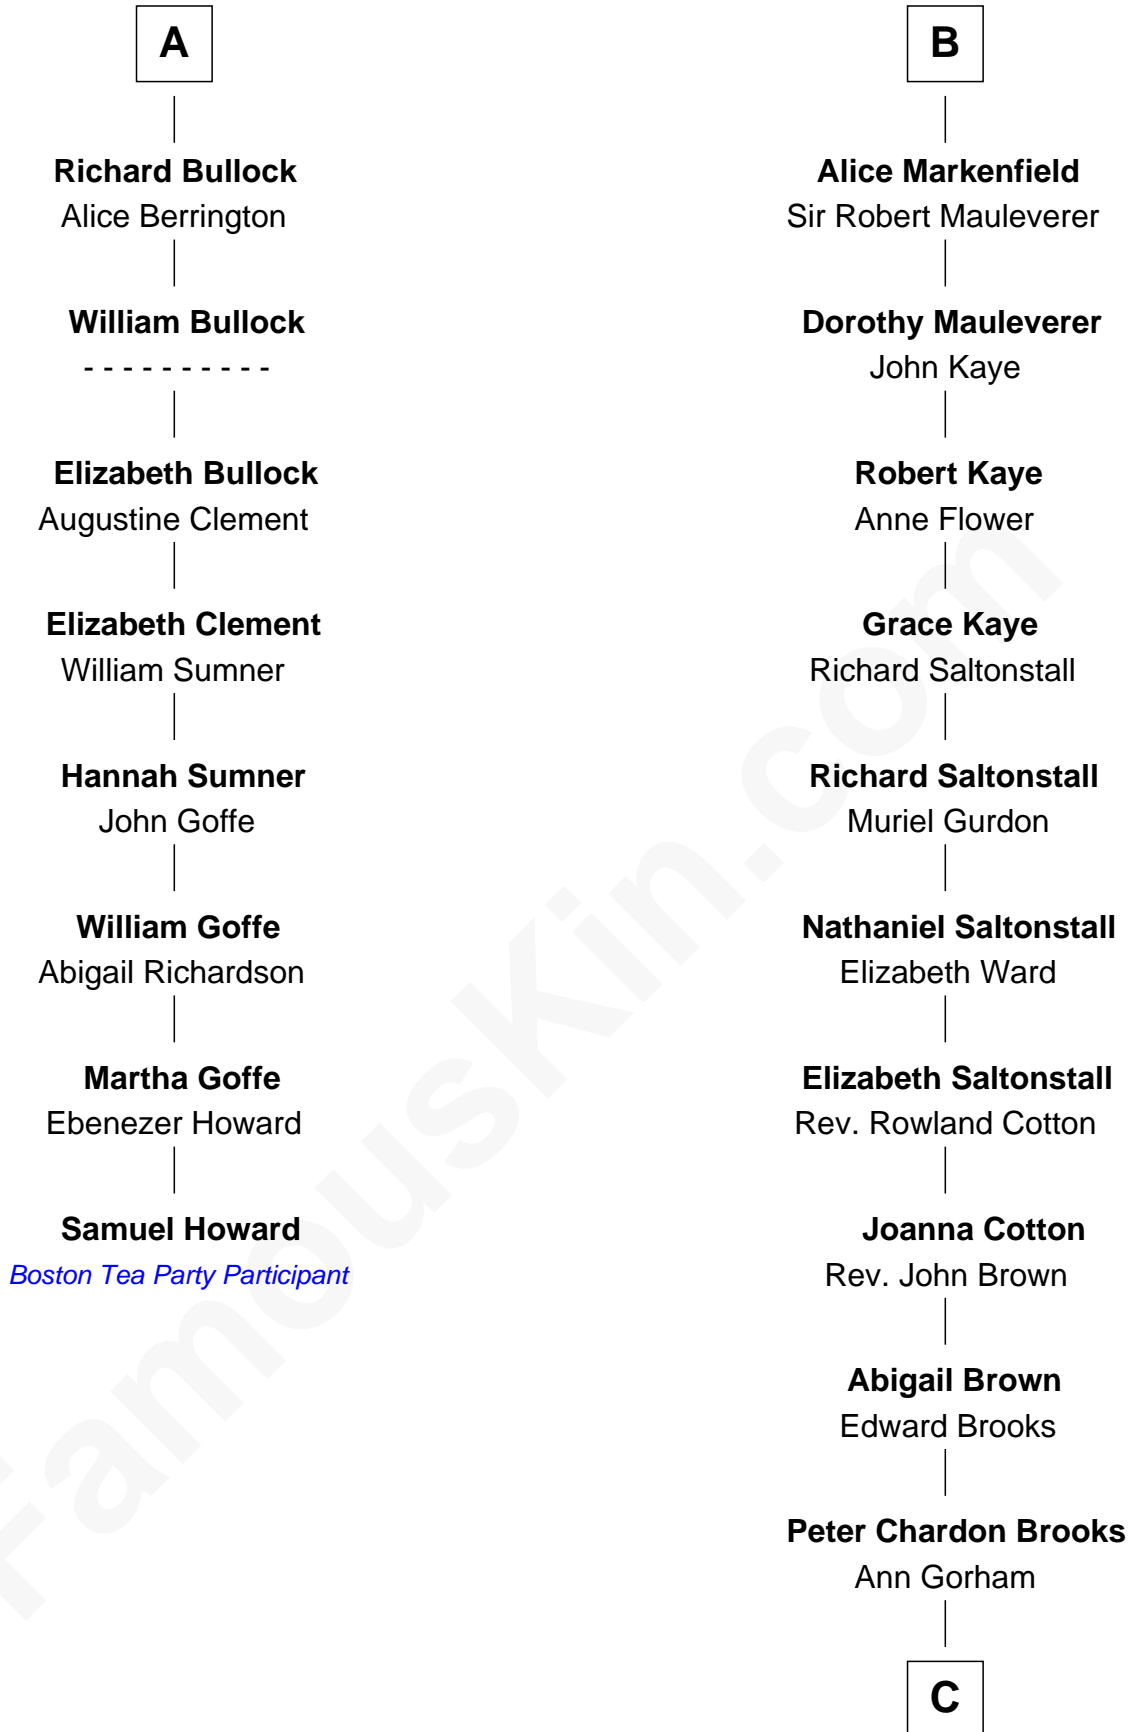 A
Richard Bullock
Alice Berrington
William Bullock
- - - - - - - - - -
Elizabeth Bullock
Augustine Clement
Elizabeth Clement
William Sumner
Hannah Sumner
John Goffe
William Goffe
Abigail Richardson
Martha Goffe
Ebenezer Howard
Samuel Howard
Boston Tea Party Participant
B
Alice Markenfield
Sir Robert Mauleverer
Dorothy Mauleverer
John Kaye
Robert Kaye
Anne Flower
Grace Kaye
Richard Saltonstall
Richard Saltonstall
Muriel Gurdon
Nathaniel Saltonstall
Elizabeth Ward
Elizabeth Saltonstall
Rev. Rowland Cotton
Joanna Cotton
Rev. John Brown
Abigail Brown
Edward Brooks
Peter Chardon Brooks
Ann Gorham
C
FamousKin.com